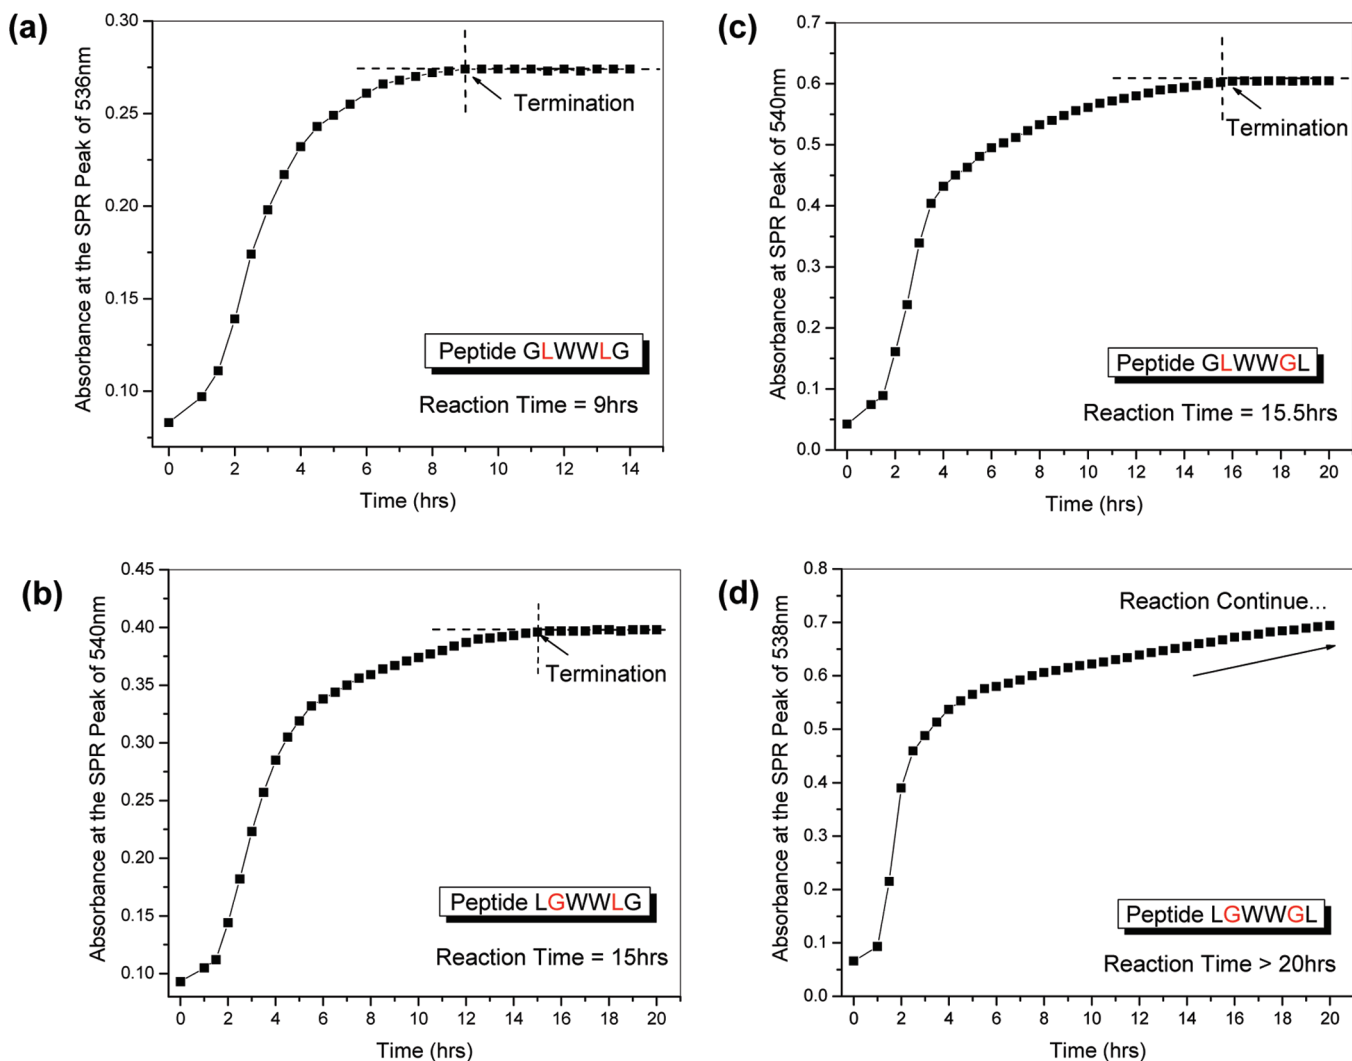 (a)
Absorbance at the SPR Peak of 536nm
0.30
0.25
0.20
0.15
0.10
Termination
Peptide GLWWLG
Reaction Time = 9hrs
0 2 4 6 8 10 12 14
Time (hrs)
(c)
Absorbance at SPR Peak of 540nm
0.7
0.6
0.5
0.4
0.3
0.2
0.1
0.0
Termination
Peptide GLWWGL
Reaction Time = 15.5hrs
0 2 4 6 8 10 12 14 16 18 20
Time (hrs)
(b)
Absorbance at the SPR Peak of 540nm
0.45
0.40
0.35
0.30
0.25
0.20
0.15
0.10
Termination
Peptide LGWWLG
Reaction Time = 15hrs
0 2 4 6 8 10 12 14 16 18 20
Time (hrs)
(d)
Absorbance at the SPR Peak of 538nm
0.8
0.7
0.6
0.5
0.4
0.3
0.2
0.1
0.0
Reaction Continue...
Peptide LGWWGL
Reaction Time > 20hrs
0 2 4 6 8 10 12 14 16 18 20
Time (hrs)